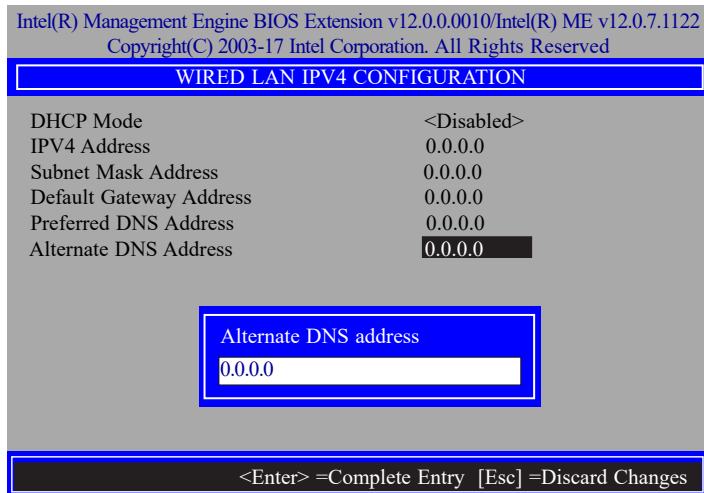 Intel(R) Management Engine BIOS Extension v12.0.0.0010/Intel(R) ME v12.0.7.1122
Copyright(C) 2003-17 Intel Corporation. All Rights Reserved
WIRED LAN IPV4 CONFIGURATION
DHCP Mode <Disabled>
IPV4 Address 0.0.0.0
Subnet Mask Address 0.0.0.0
Default Gateway Address 0.0.0.0
Preferred DNS Address 0.0.0.0
Alternate DNS Address 0.0.0.0
Alternate DNS address
0.0.0.0
<Enter> =Complete Entry [Esc] =Discard Changes